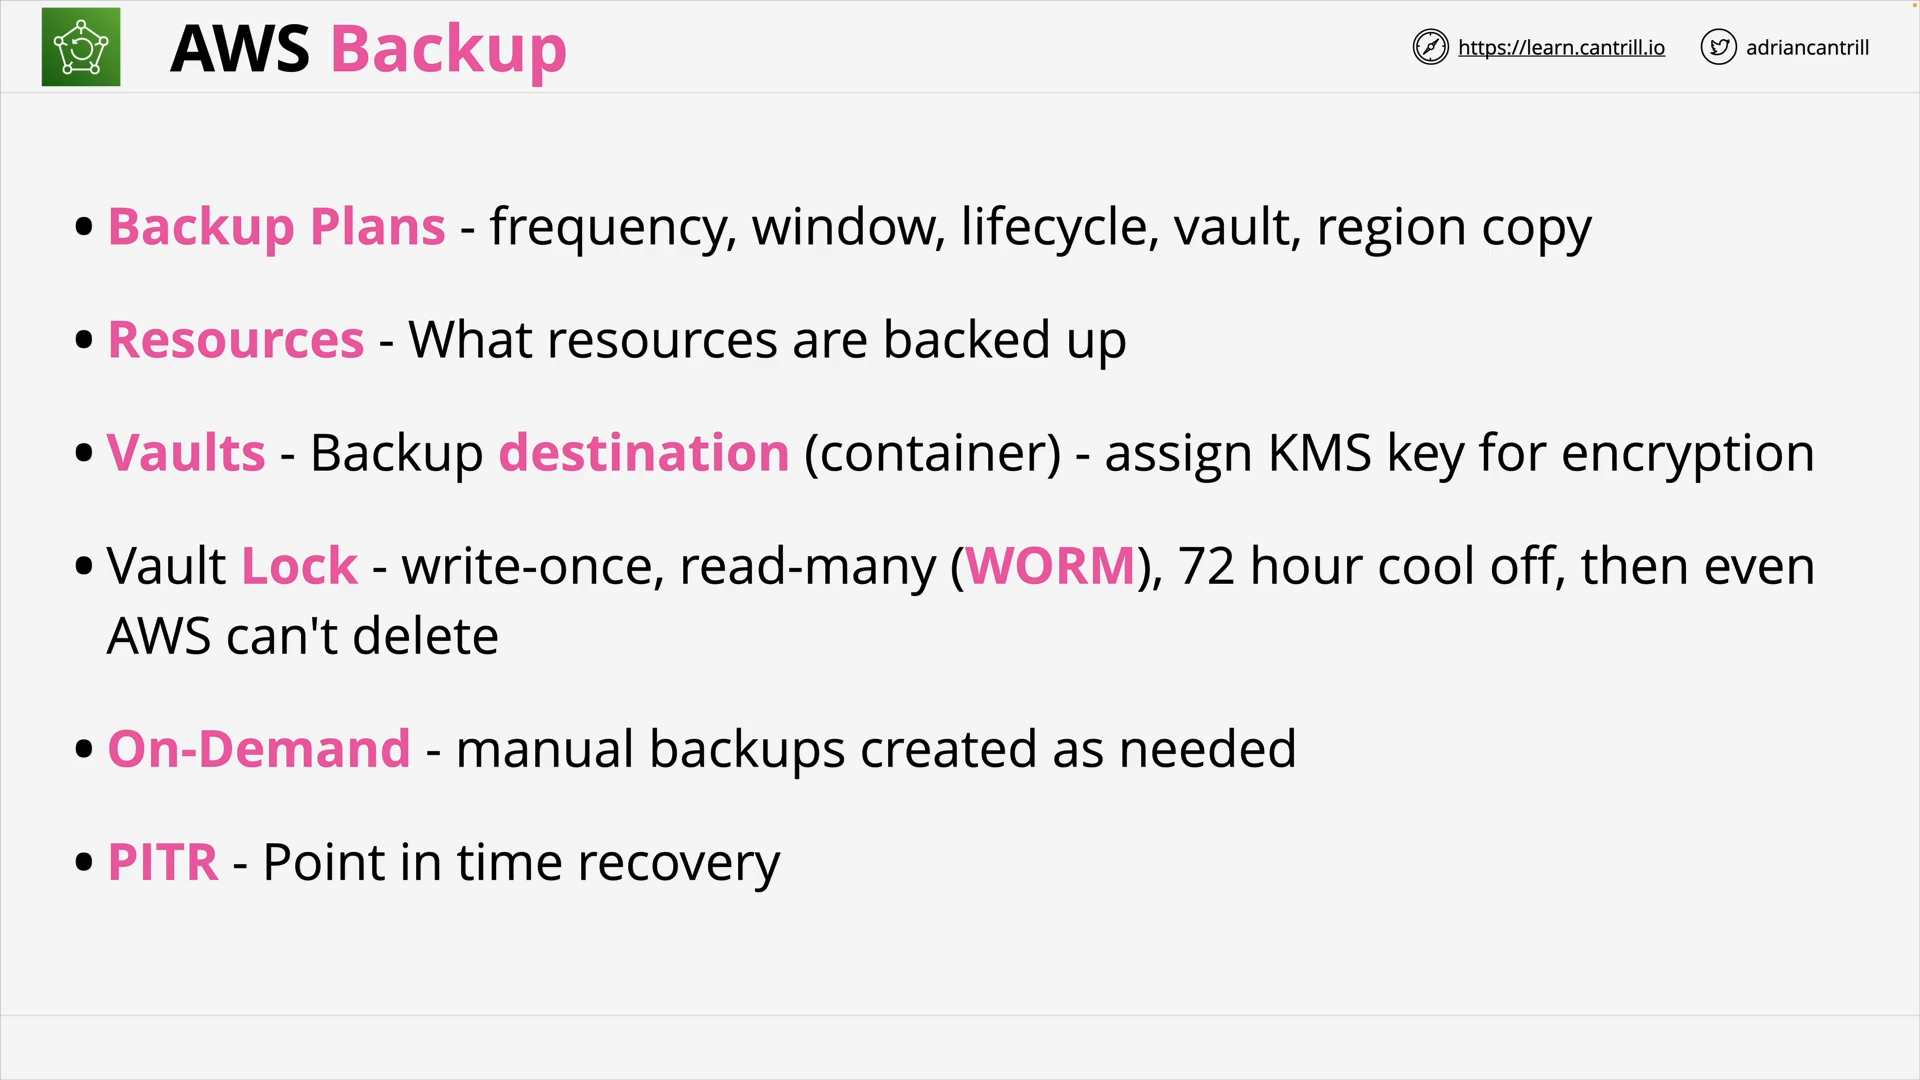 AWS Backup
https://learn.cantrill.io
adriancantrill
• Backup Plans - frequency, window, lifecycle, vault, region copy
• Resources - What resources are backed up
• Vaults - Backup destination (container) - assign KMS key for encryption
• Vault Lock - write-once, read-many (WORM), 72 hour cool off, then even
AWS can't delete
• On-Demand - manual backups created as needed
• PITR - Point in time recovery